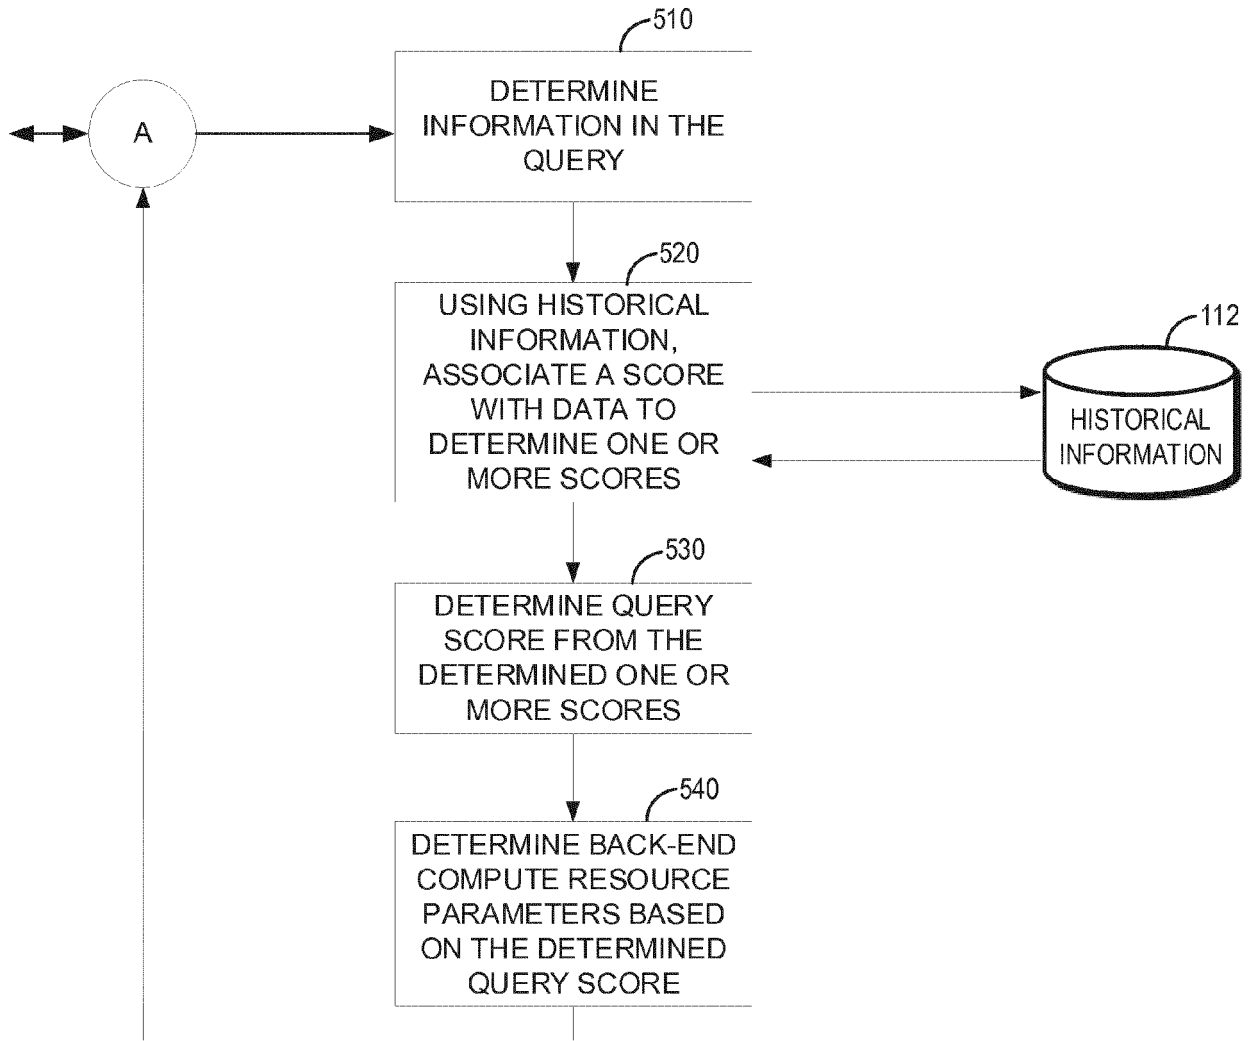 510
A
DETERMINE
INFORMATION IN THE
QUERY
520
USING HISTORICAL
INFORMATION,
ASSOCIATE A SCORE
WITH DATA TO
DETERMINE ONE OR
MORE SCORES
112
HISTORICAL
INFORMATION
530
DETERMINE QUERY
SCORE FROM THE
DETERMINED ONE OR
MORE SCORES
540
DETERMINE BACK-END
COMPUTE RESOURCE
PARAMETERS BASED
ON THE DETERMINED
QUERY SCORE